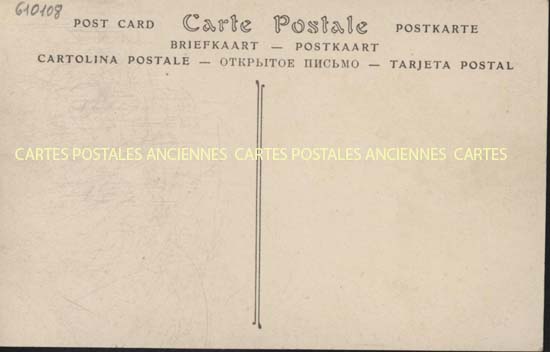 610108
POST CARD Carte Postale POSTKARTE
BRIEFKAART — POSTKAART
CARTOLINA POSTALE — ОТКРЫТОЕ ПИСЬМО — TARJETA POSTAL
CARTES POSTALES ANCIENNES CARTES POSTALES ANCIENNES CARTES